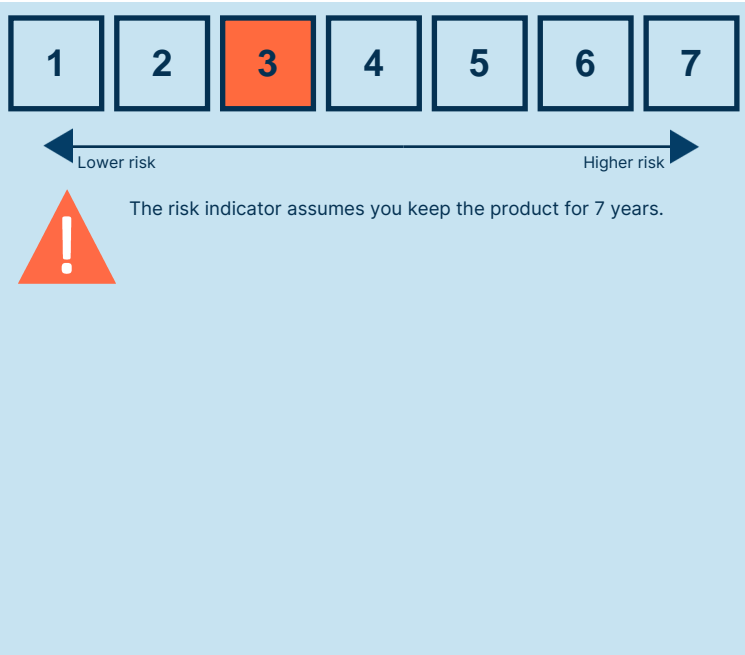 1 2 3 4 5 6 7
Lower risk Higher risk
The risk indicator assumes you keep the product for 7 years.
!